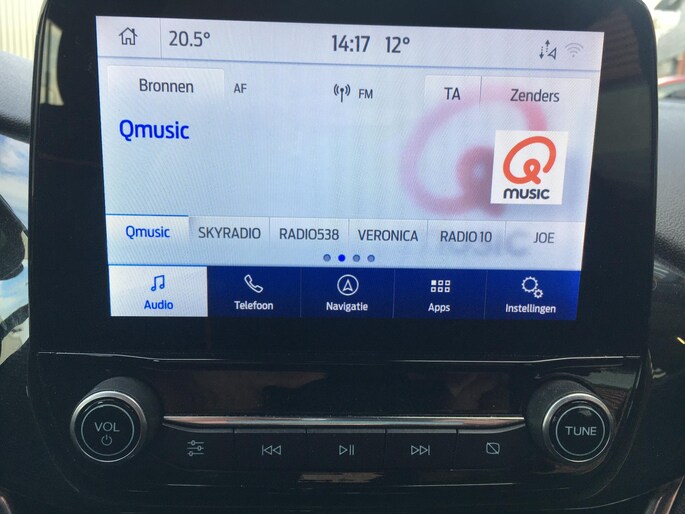 20.5° 14:17 12°
Bronnen AF FM TA Zenders
Qmusic
MUSIC
Qmusic SKYRADIO RADIO538 VERONICA RADIO 10 JOE
Audio Telefoon Navigatie Apps Instellingen
VOL TUNE